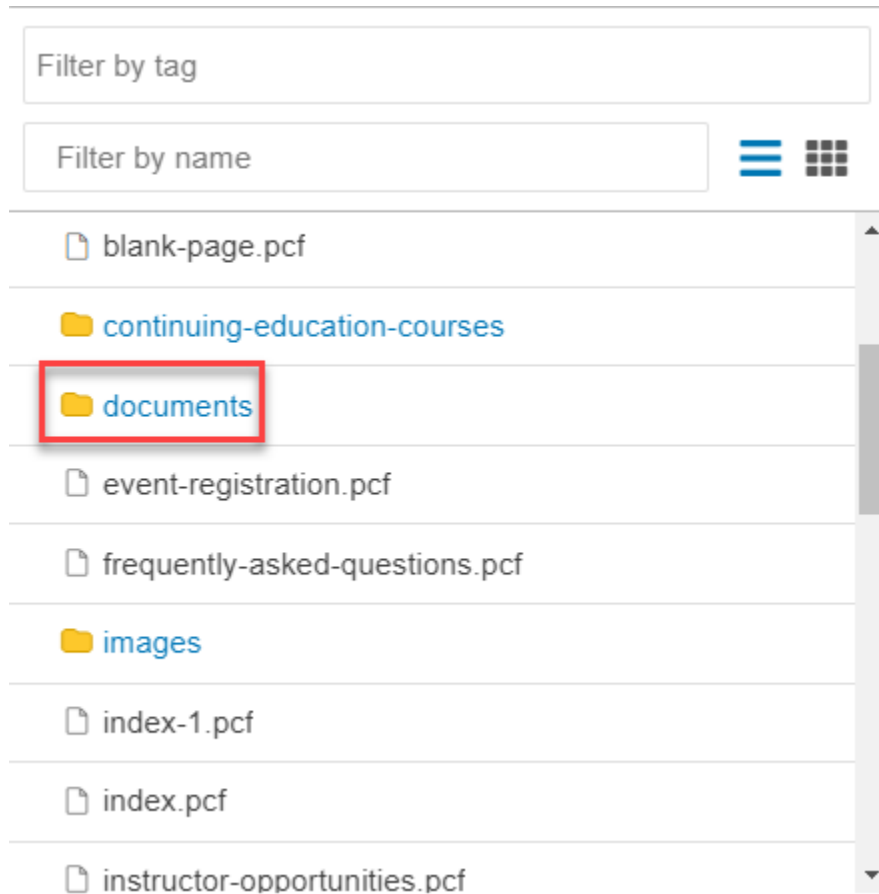 Filter by tag
Filter by name
blank-page.pcf
continuing-education-courses
documents
event-registration.pcf
frequently-asked-questions.pcf
images
index-1.pcf
index.pcf
instructor-opportunities.pcf